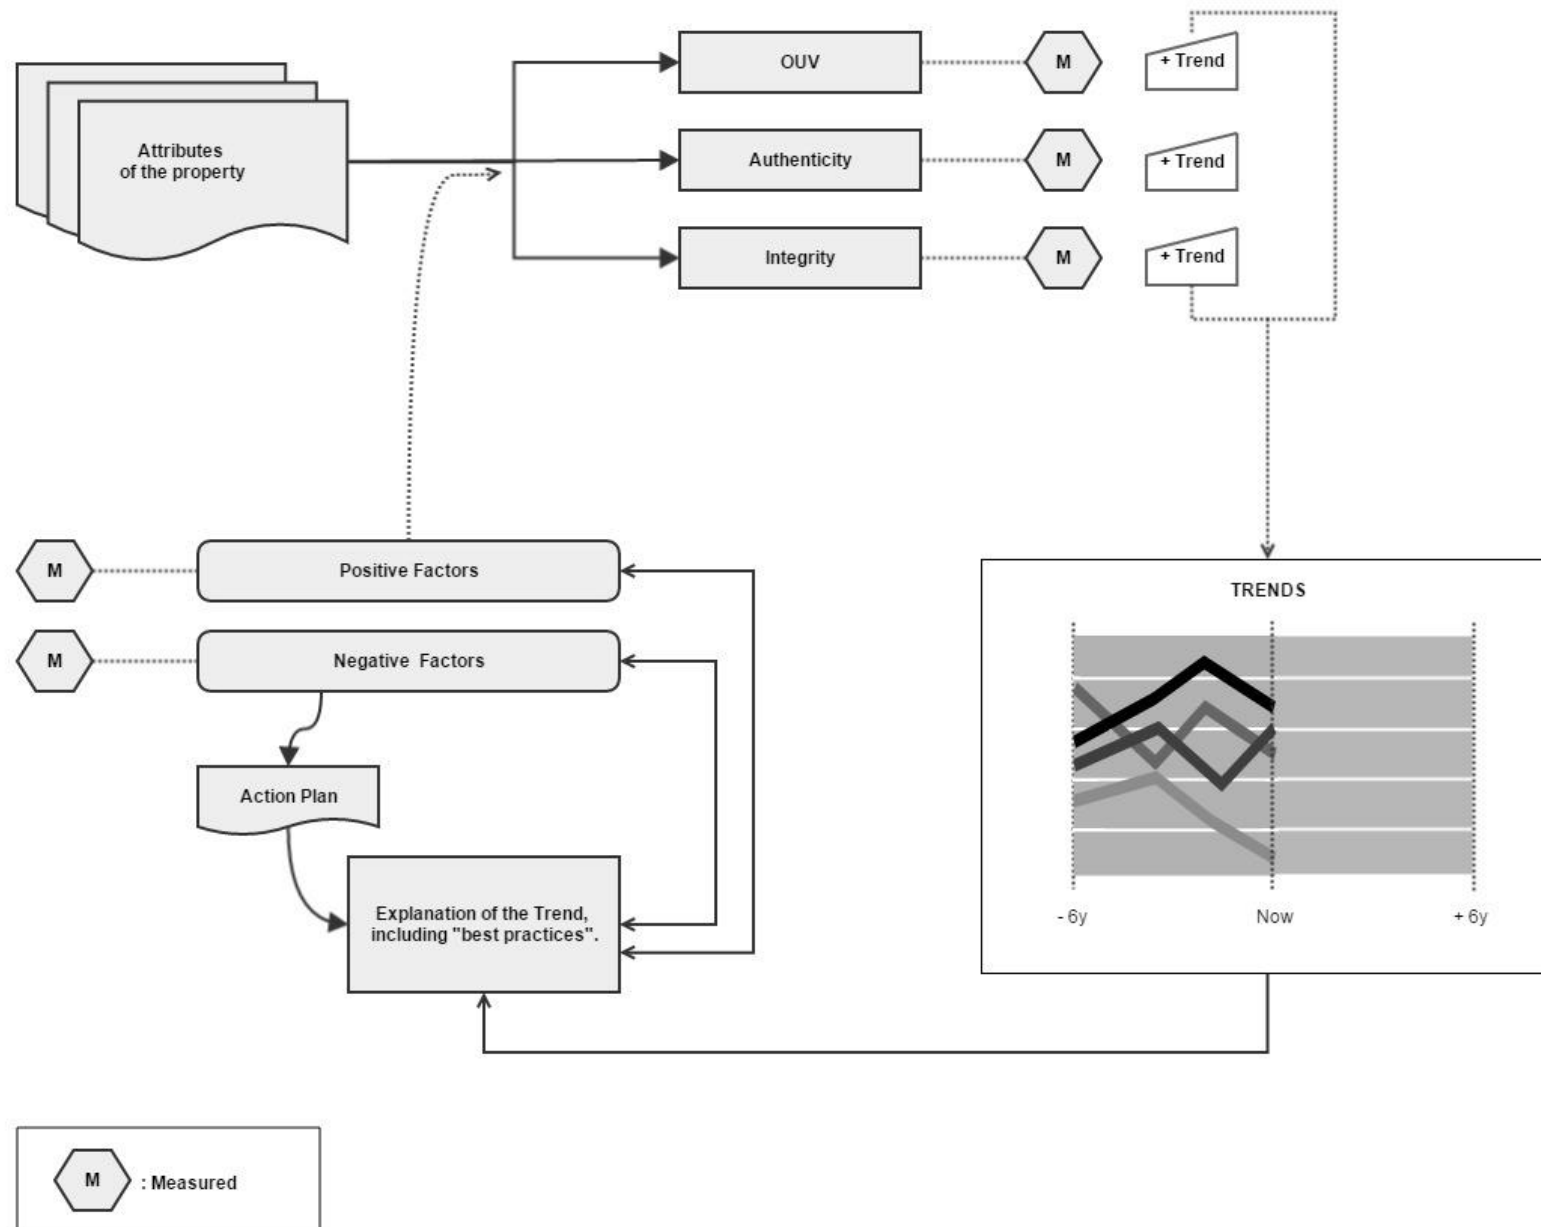 OUV
M
+ Trend
Attributes
of the property
Authenticity
M
+ Trend
Integrity
M
+ Trend
M
Positive Factors
M
Negative Factors
Action Plan
Explanation of the Trend,
including "best practices".
TRENDS
- 6y
Now
+ 6y
M
: Measured